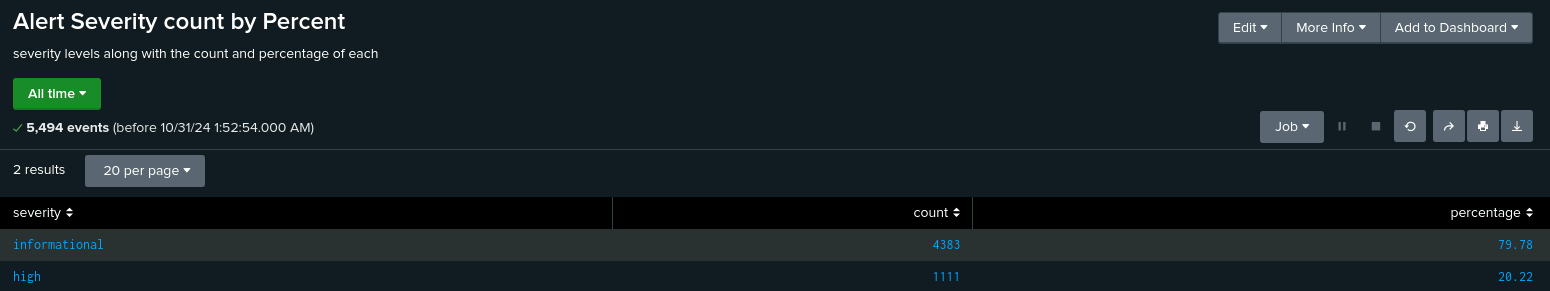 Alert Severity count by Percent
Edit More Info Add to Dashboard
severity levels along with the count and percentage of each
All time
5,494 events (before 10/31/24 1:52:54.000 AM)
Job
2 results 20 per page
severity count percentage
informational 4383 79.78
high 1111 20.22